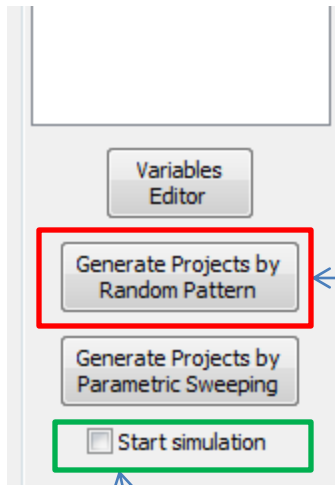 Variables
Editor
Generate Projects by
Random Pattern
Generate Projects by
Parametric Sweeping
Start simulation